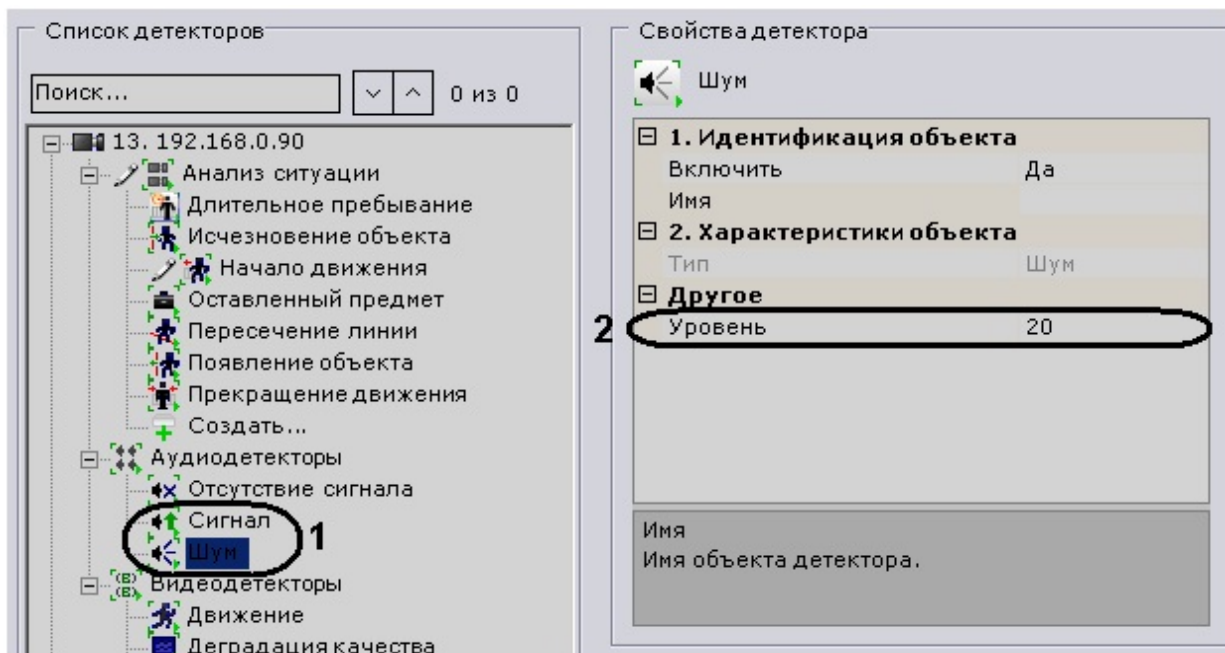 Список детекторов
Поиск...
0 из 0
13. 192.168.0.90
Анализ ситуации
Длительное пребывание
Исчезновение объекта
Начало движения
Оставленный предмет
Пересечение линии
Появление объекта
Прекращение движения
Создать...
Аудиодетекторы
Отсутствие сигнала
Сигнал
1
Шум
Видеодетекторы
(B)
(B)
Движение
Деградация качества
Свойства детектора
Шум
1. Идентификация объекта
Включить Да
Имя
2. Характеристики объекта
Тип Шум
Другое
2 Уровень 20
Имя
Имя объекта детектора.